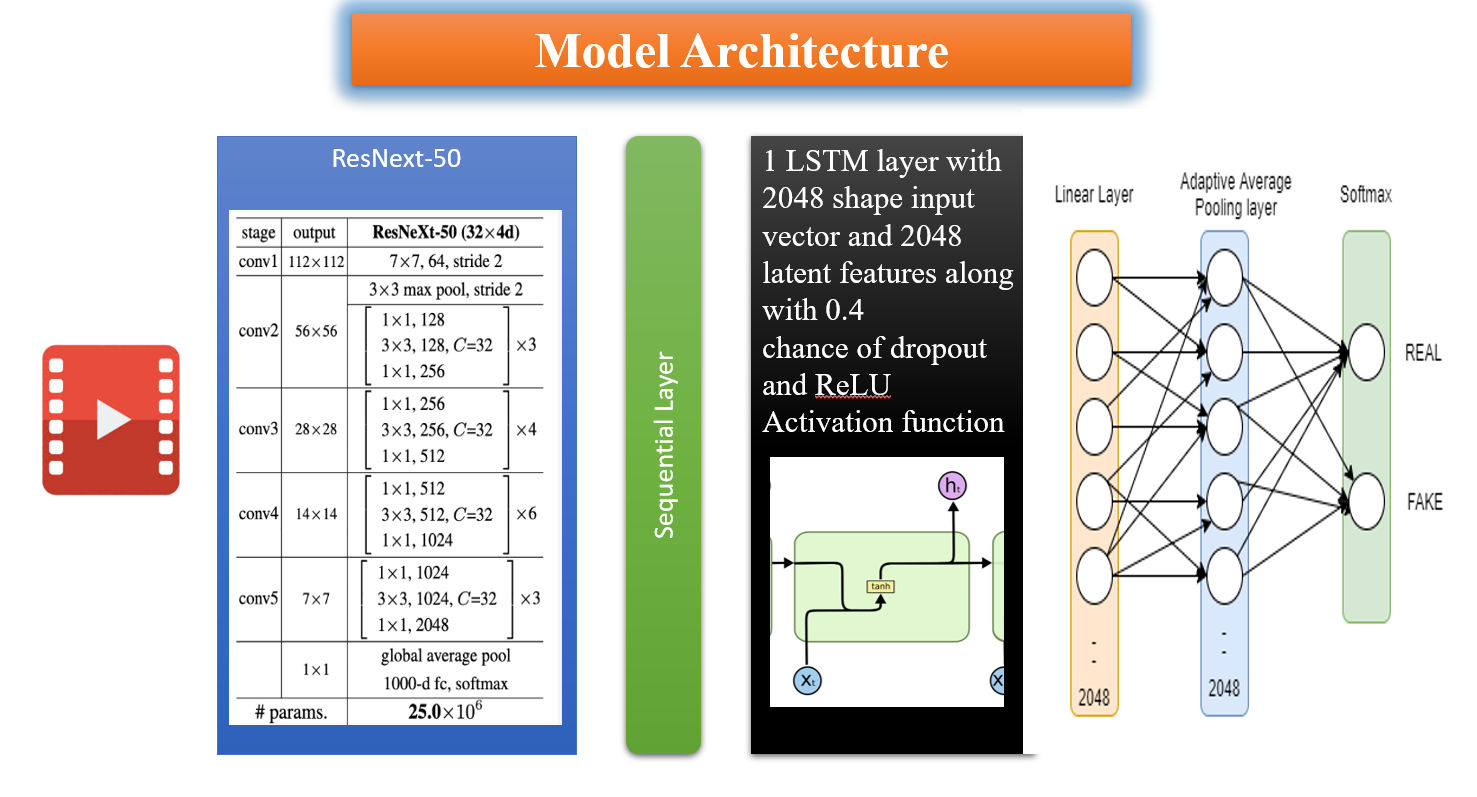 Model Architecture
ResNext-50
stage output ResNeXt-50 (32×4d)
conv1 112×112 7×7, 64, stride 2
3×3 max pool, stride 2
conv2 56×56
1×1, 128
3×3, 128, C=32
1×1, 256
×3
conv3 28×28
1×1, 256
3×3, 256, C=32
1×1, 512
×4
conv4 14×14
1×1, 512
3×3, 512, C=32
1×1, 1024
×6
conv5 7×7
1×1, 1024
3×3, 1024, C=32
1×1, 2048
×3
1×1
global average pool
1000-d fc, softmax
# params. 25.0×10⁶
Sequential Layer
1 LSTM layer with
2048 shape input
vector and 2048
latent features along
with 0.4
chance of dropout
and ReLU
Activation function
hₜ
tanh
Xₜ
X
Linear Layer
2048
Adaptive Average
Pooling layer
2048
Softmax
REAL
FAKE